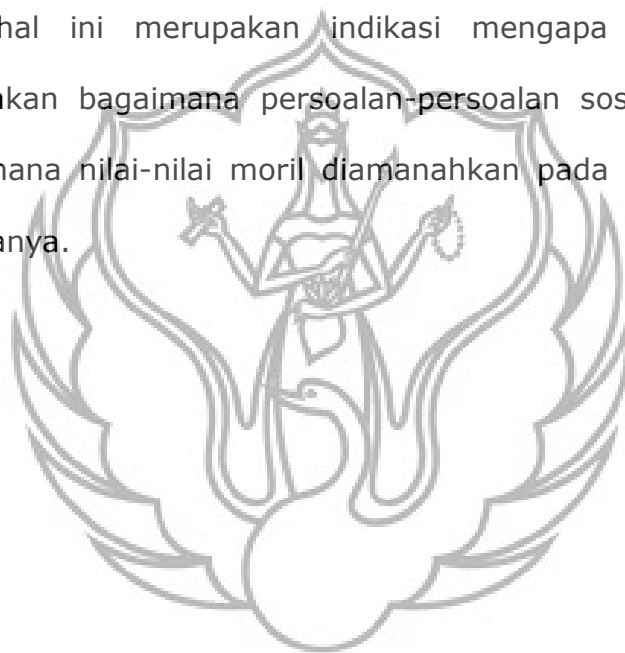 hal ini merupakan indikasi mengapa
kan bagaimana persoalan-persoalan sos
mana nilai-nilai moril diamanahkan pada
anya.